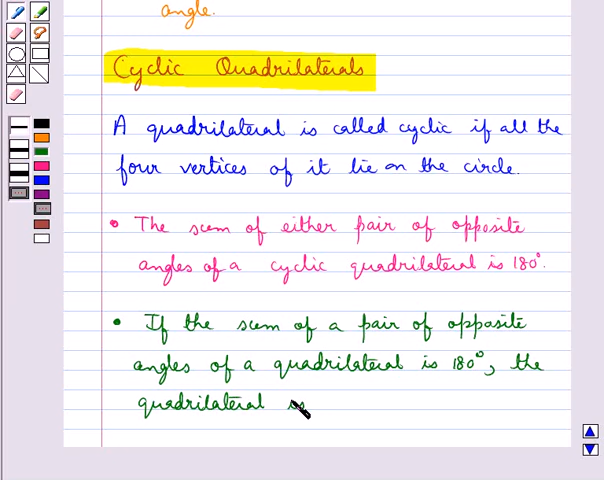 angle.
Cyclic Quadrilaterals
A quadrilateral is called cyclic if all the
four vertices of it lie on the circle.
• The sum of either pair of opposite
angles of a cyclic quadrilateral is 180°.
• If the sum of a pair of opposite
angles of a quadrilateral is 180°, the
quadrilateral is